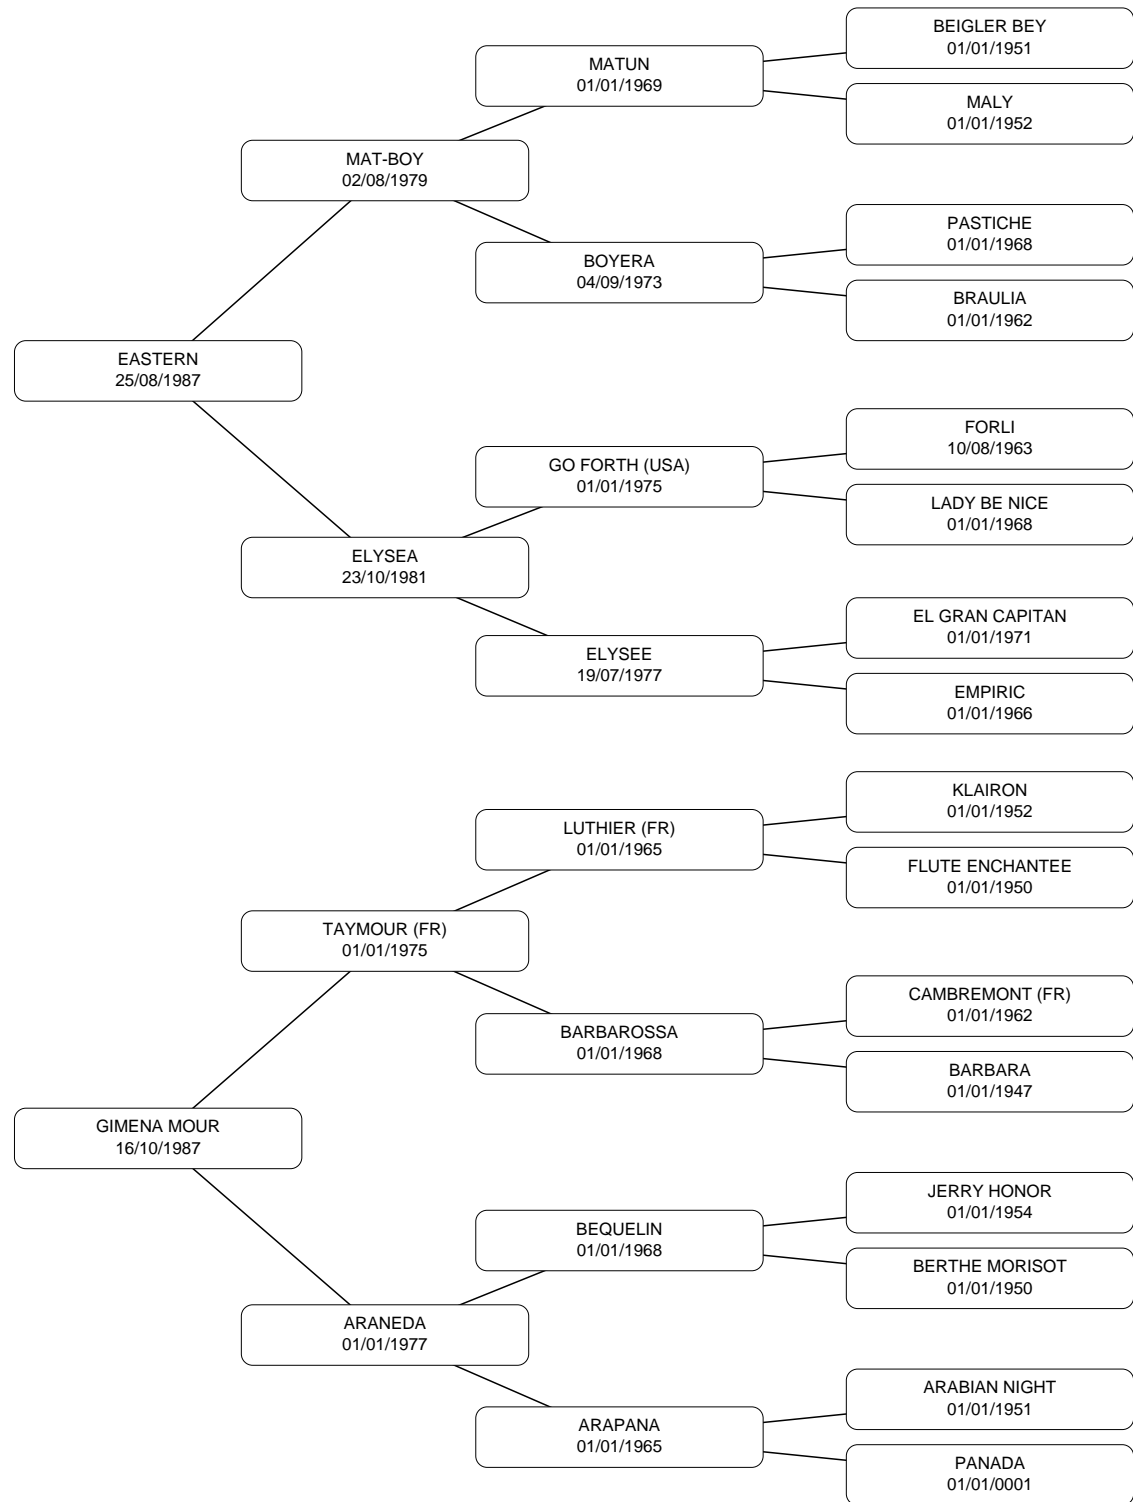 BEIGLER BEY
01/01/1951
MATUN
01/01/1969
MALY
01/01/1952
MAT-BOY
02/08/1979
PASTICHE
01/01/1968
BOYERA
04/09/1973
BRAULIA
01/01/1962
EASTERN
25/08/1987
FORLI
10/08/1963
GO FORTH (USA)
01/01/1975
LADY BE NICE
01/01/1968
ELYSEA
23/10/1981
EL GRAN CAPITAN
01/01/1971
ELYSEE
19/07/1977
EMPIRIC
01/01/1966
KLAIRON
01/01/1952
LUTHIER (FR)
01/01/1965
FLUTE ENCHANTEE
01/01/1950
TAYMOUR (FR)
01/01/1975
CAMBREMONT (FR)
01/01/1962
BARBAROSSA
01/01/1968
BARBARA
01/01/1947
GIMENA MOUR
16/10/1987
JERRY HONOR
01/01/1954
BEQUELIN
01/01/1968
BERTHE MORISOT
01/01/1950
ARANEDA
01/01/1977
ARABIAN NIGHT
01/01/1951
ARAPANA
01/01/1965
PANADA
01/01/0001